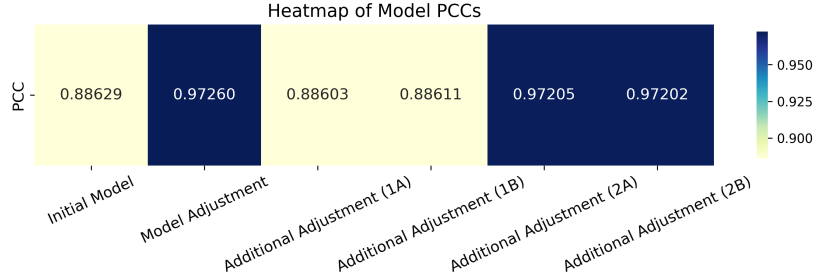 Heatmap of Model PCCs
PCC
0.88629 0.97260 0.88603 0.88611 0.97205 0.97202
0.950
0.925
0.900
Initial Model
Model Adjustment
Additional Adjustment (1A)
Additional Adjustment (1B)
Additional Adjustment (2A)
Additional Adjustment (2B)